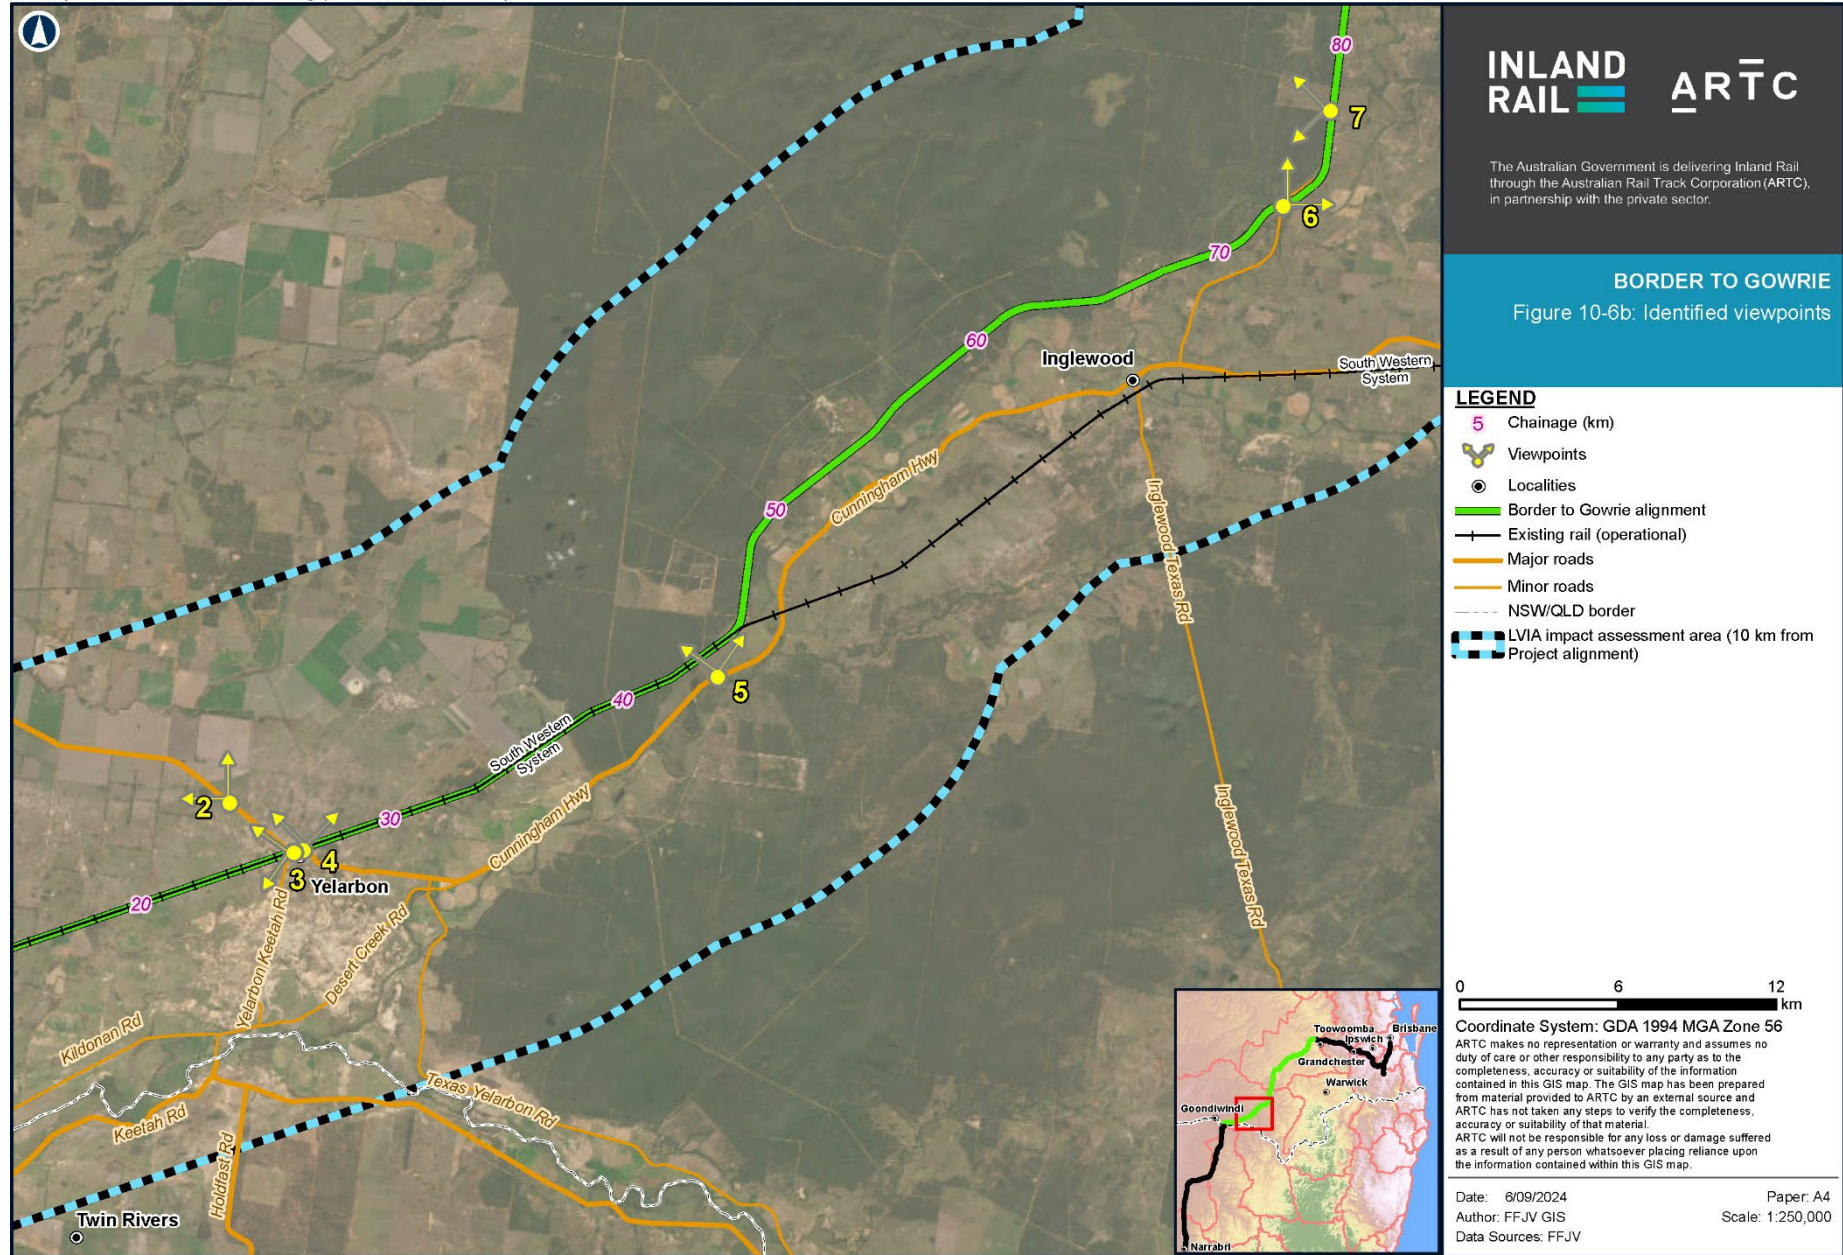 80
7
6
70
60
Inglewood
South Western
System
50
Cunningham Hwy
Inglewood Texas Rd
5
40
South Western
System
2
30
4
3
Yelarbon
20
Cunningham Hwy
Inglewood Texas Rd
Yelarbon Keetah Rd
Desert Creek Rd
Kildonan Rd
Keetah Rd
Texas Yelarbon Rd
Holdfast Rd
Twin Rivers
Toowoomba
Brisbane
Ipswich
Grandchester
Warwick
Goondiwindi
Narrabri
INLAND
RAIL
ARTC
The Australian Government is delivering Inland Rail
through the Australian Rail Track Corporation (ARTC),
in partnership with the private sector.
BORDER TO GOWRIE
Figure 10-6b: Identified viewpoints
LEGEND
5 Chainage (km)
Viewpoints
Localities
Border to Gowrie alignment
Existing rail (operational)
Major roads
Minor roads
NSW/QLD border
LVIA impact assessment area (10 km from
Project alignment)
0 6 12
km
Coordinate System: GDA 1994 MGA Zone 56
ARTC makes no representation or warranty and assumes no
duty of care or other responsibility to any party as to the
completeness, accuracy or suitability of the information
contained in this GIS map. The GIS map has been prepared
from material provided to ARTC by an external source and
ARTC has not taken any steps to verify the completeness,
accuracy or suitability of that material.
ARTC will not be responsible for any loss or damage suffered
as a result of any person whatsoever placing reliance upon
the information contained within this GIS map.
Date: 6/09/2024 Paper: A4
Author: FFJV GIS Scale: 1:250,000
Data Sources: FFJV